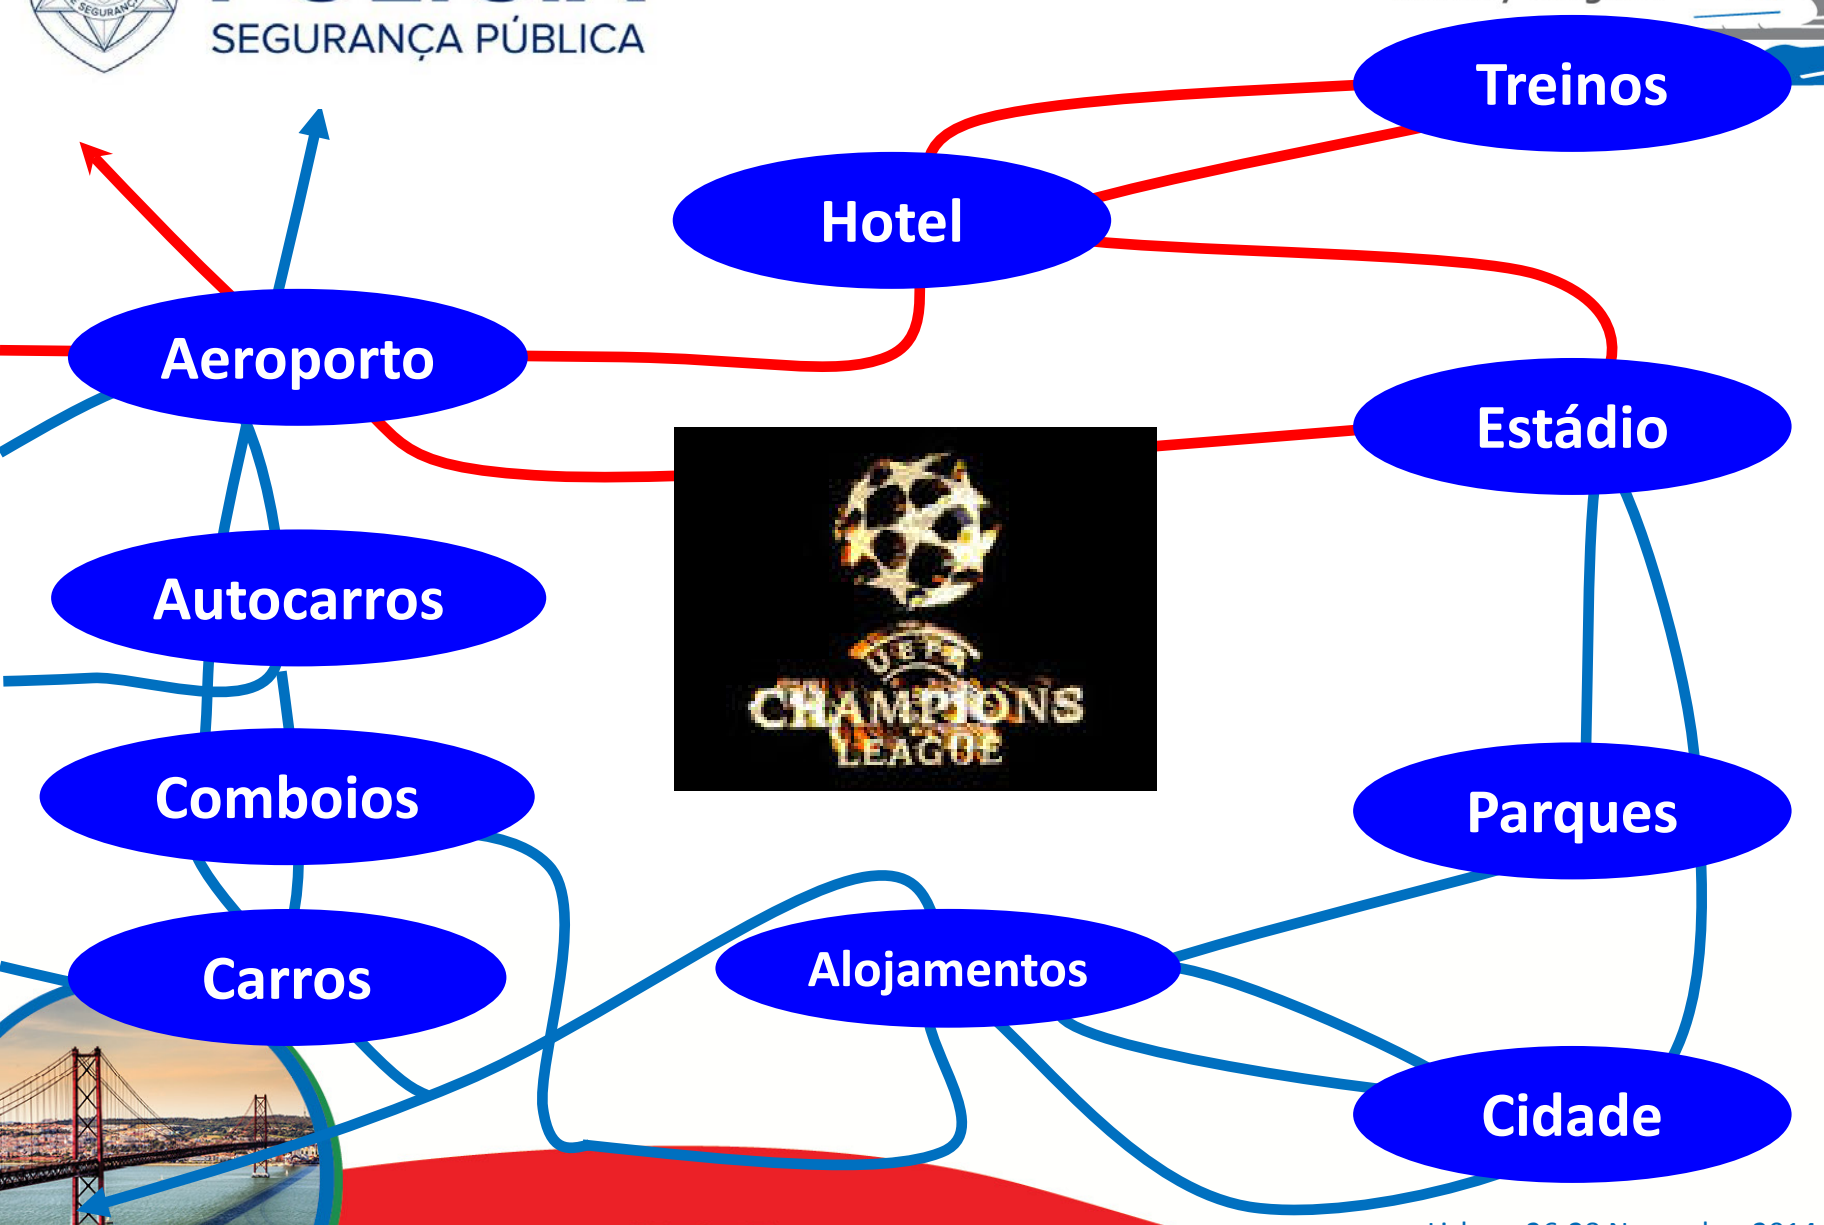 SEGURANÇA PÚBLICA
Treinos
Hotel
Aeroporto
Estádio
Autocarros
UEFA
CHAMPIONS
LEAGUE
Comboios
Parques
Carros
Alojamentos
Cidade